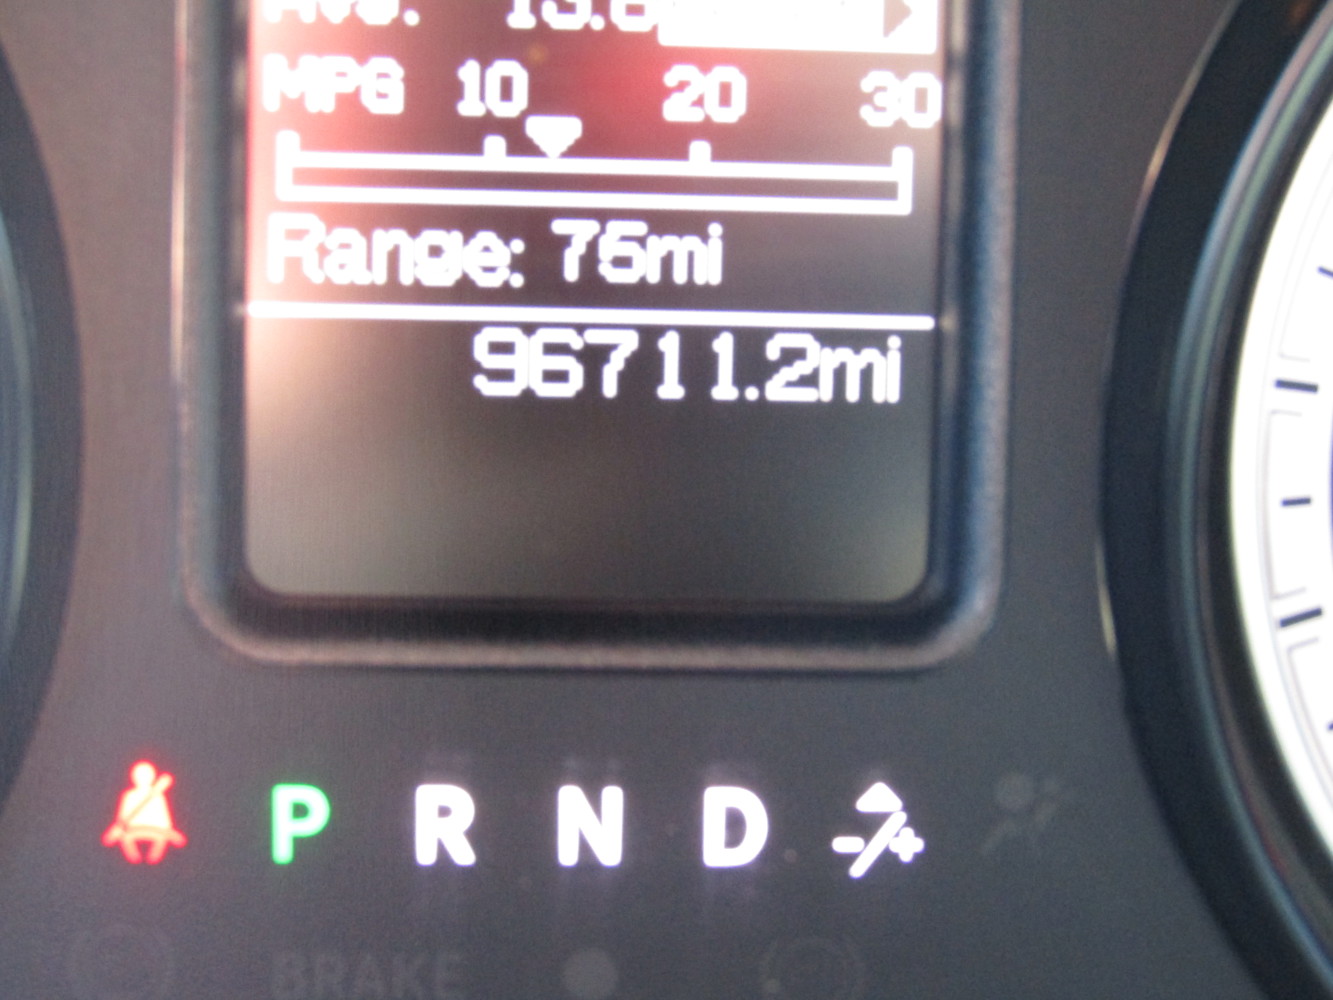 MPG 10 20 30
Range: 75mi
96711.2mi
P R N D - +
BRAKE